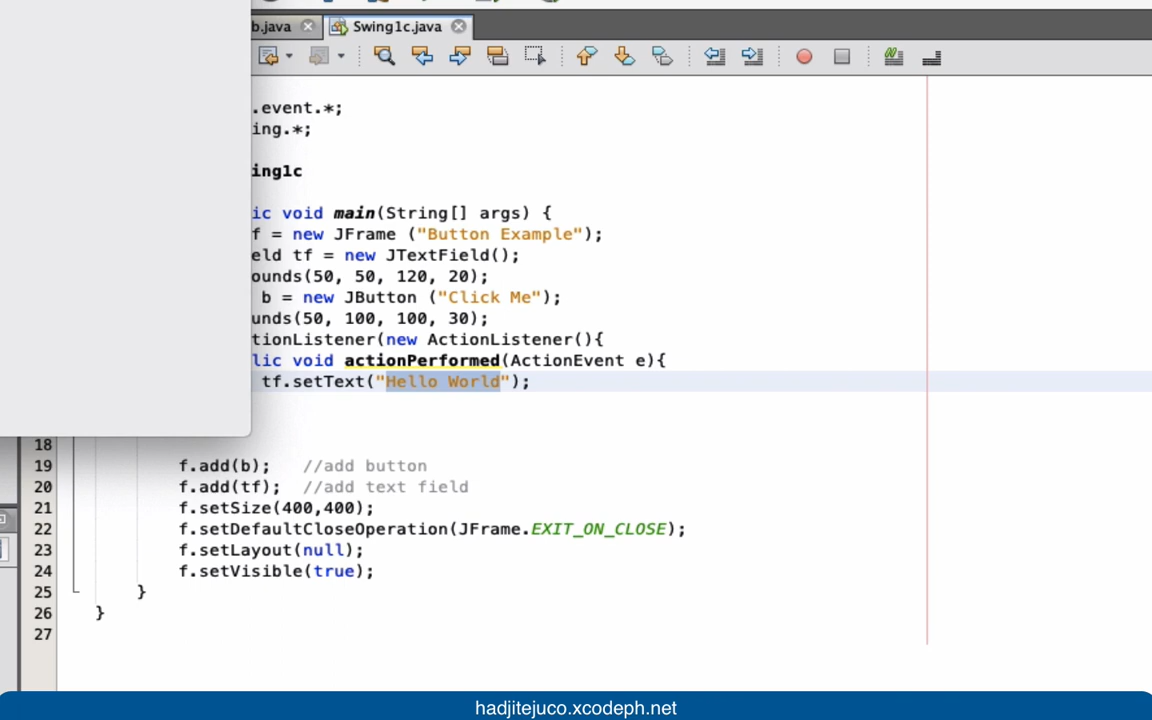 b.java Swing1c.java
.event.*;
ing.*;
ing1c
ic void main(String[] args) {
f = new JFrame ("Button Example");
eld tf = new JTextField();
ounds(50, 50, 120, 20);
b = new JButton ("Click Me");
unds(50, 100, 100, 30);
tionListener(new ActionListener(){
lic void actionPerformed(ActionEvent e){
tf.setText("Hello World");
18
19 f.add(b); //add button
20 f.add(tf); //add text field
21 f.setSize(400,400);
22 f.setDefaultCloseOperation(JFrame.EXIT_ON_CLOSE);
23 f.setLayout(null);
24 f.setVisible(true);
25 }
26 }
27
hadjitejuco.xcodeph.net